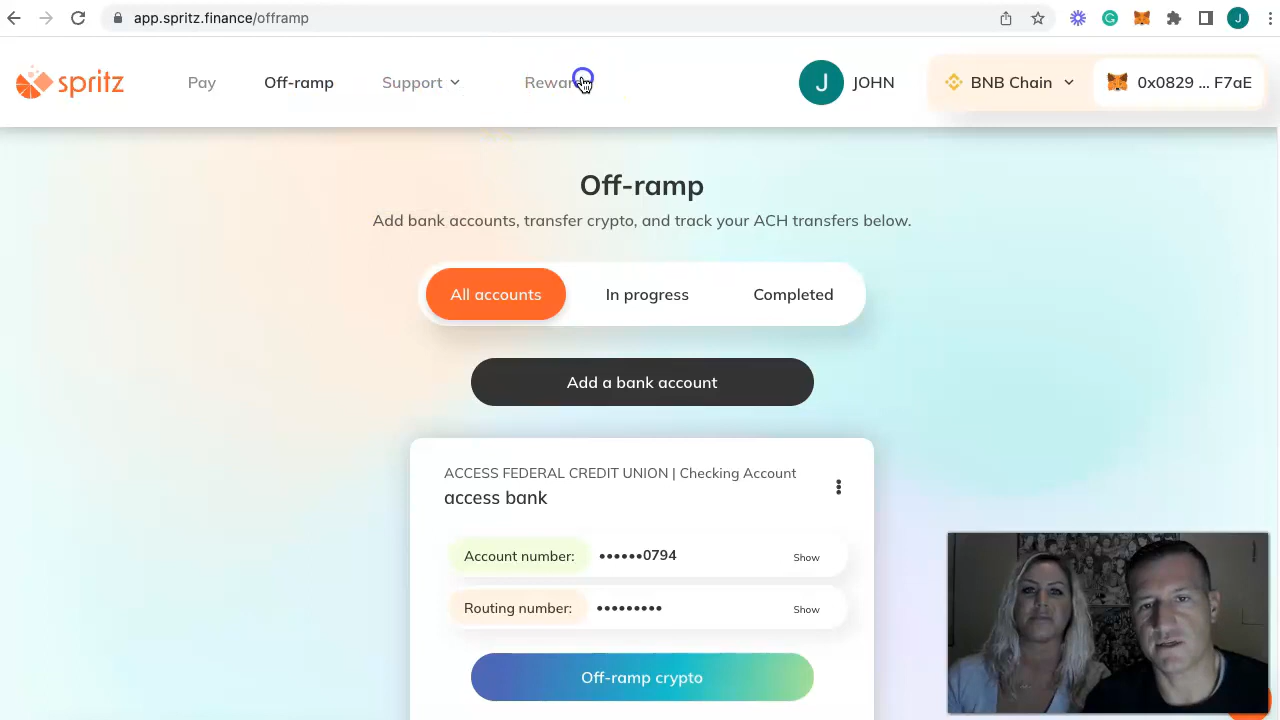 app.spritz.finance/offramp
J
spritz
Pay
Off-ramp
Support
J
JOHN
BNB Chain
0x0829 ... F7aE
Off-ramp
Add bank accounts, transfer crypto, and track your ACH transfers below.
All accounts
In progress
Completed
Add a bank account
ACCESS FEDERAL CREDIT UNION | Checking Account
access bank
Account number: ••••••0794 Show
Routing number: ••••••••• Show
Off-ramp crypto